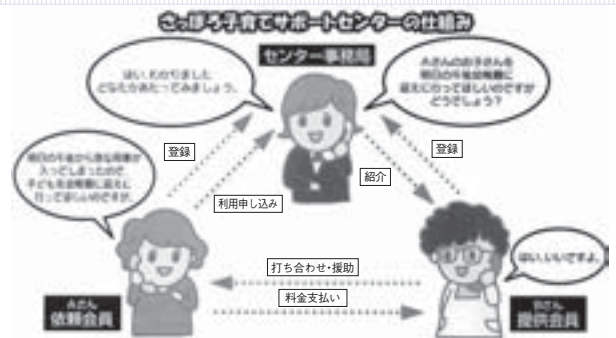 さっぽろ子育てサポートセンターの仕組み
センター事務局
はい、わかりました
どなたかあたってみましょう。
Aさんのお子さんを
明日の午後幼稚園に
迎えに行ってほしいのですが
どうでしょう？
登録
登録
明日の午後から急な用事が
入ってしまったので、
子どもを幼稚園に迎えに
行ってほしいのですが。
利用申し込み
紹介
打ち合わせ・援助
はい、いいですよ。
料金支払い
Aさん
依頼会員
Bさん
提供会員